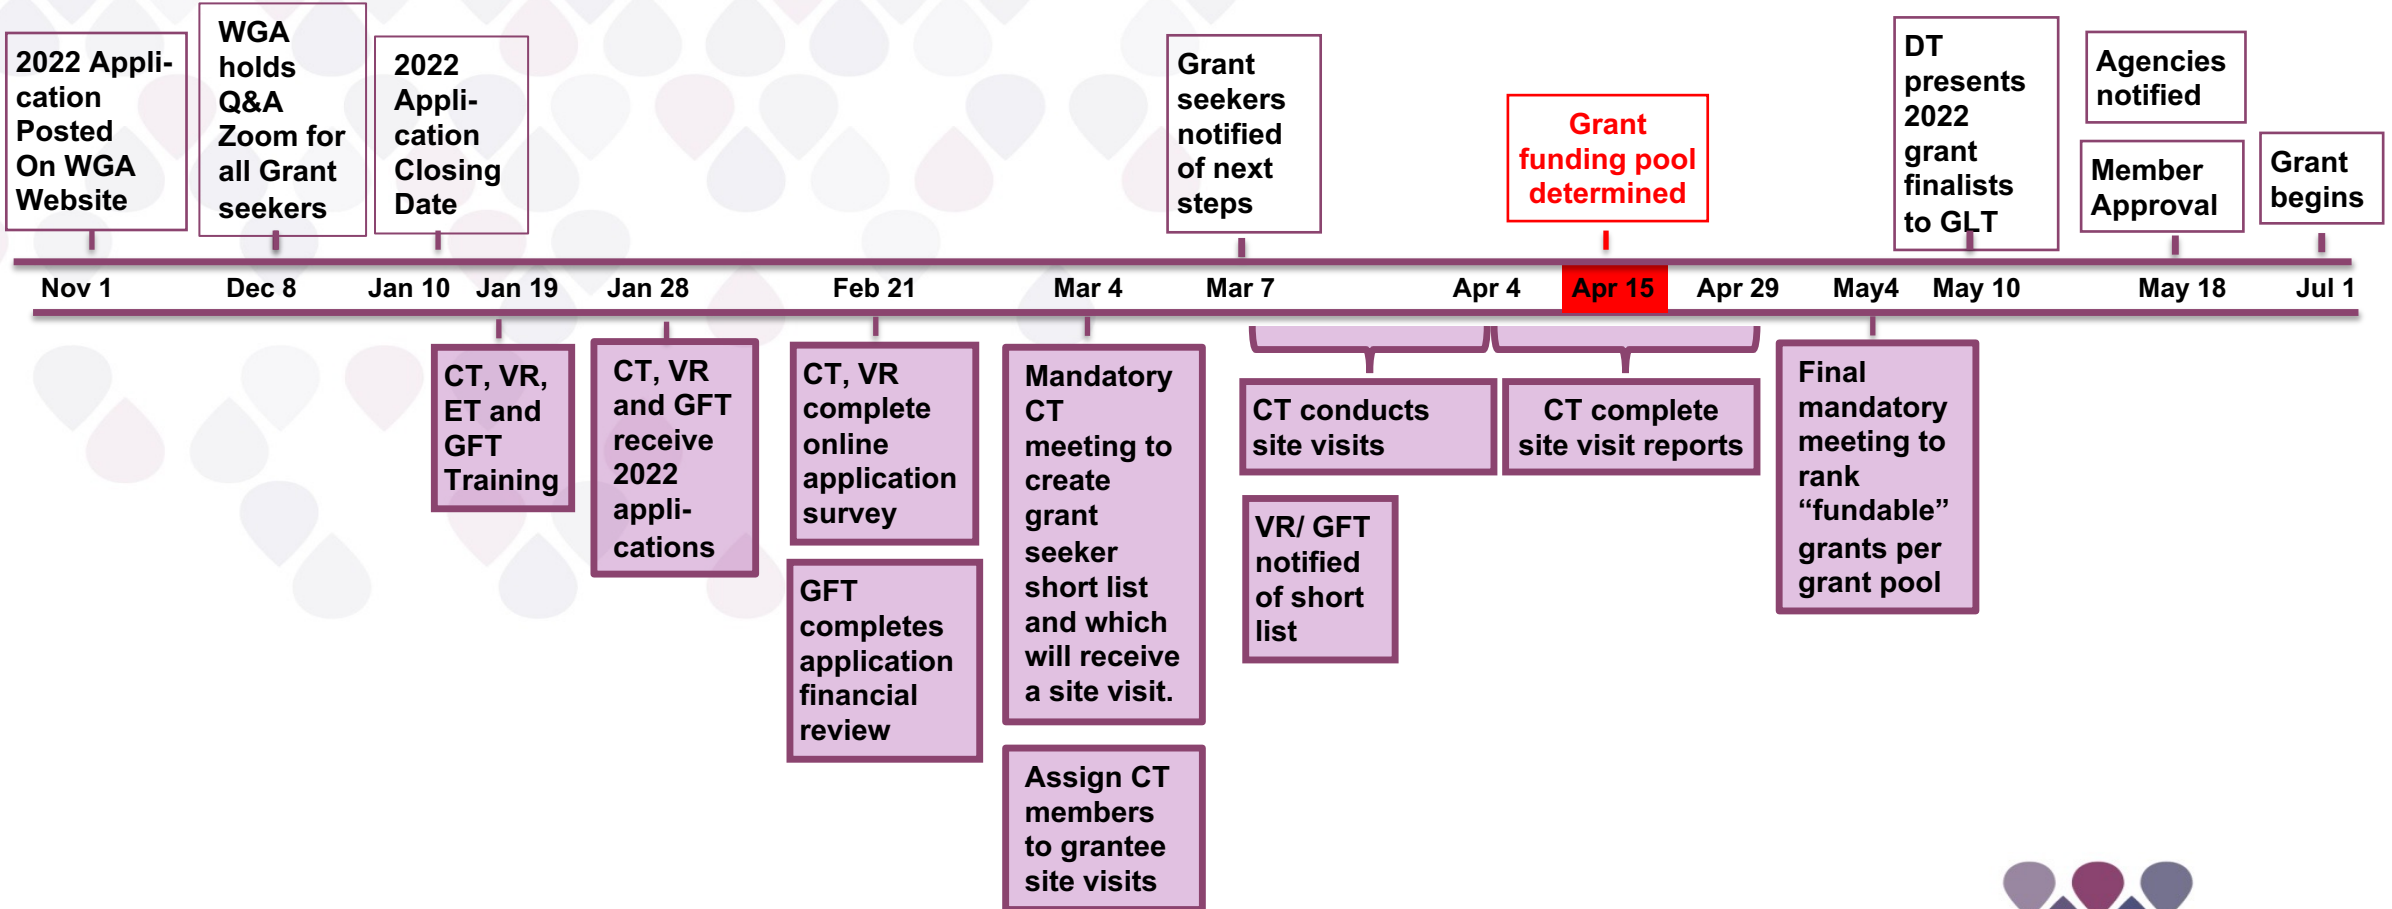 2022 Appli-
cation
Posted
On WGA
Website
WGA
holds
Q&A
Zoom for
all Grant
seekers
2022
Appli-
cation
Closing
Date
Grant
seekers
notified
of next
steps
Grant
funding pool
determined
DT
presents
2022
grant
finalists
to GLT
Agencies
notified
Member
Approval
Grant
begins
Nov 1 Dec 8 Jan 10 Jan 19 Jan 28 Feb 21 Mar 4 Mar 7 Apr 4 Apr 15 Apr 29 May4 May 10 May 18 Jul 1
CT, VR,
ET and
GFT
Training
CT, VR
and GFT
receive
2022
appli-
cations
CT, VR
complete
online
application
survey
GFT
completes
application
financial
review
Mandatory
CT
meeting to
create
grant
seeker
short list
and which
will receive
a site visit.
Assign CT
members
to grantee
site visits
CT conducts
site visits
VR/ GFT
notified
of short
list
CT complete
site visit reports
Final
mandatory
meeting to
rank
“fundable”
grants per
grant pool